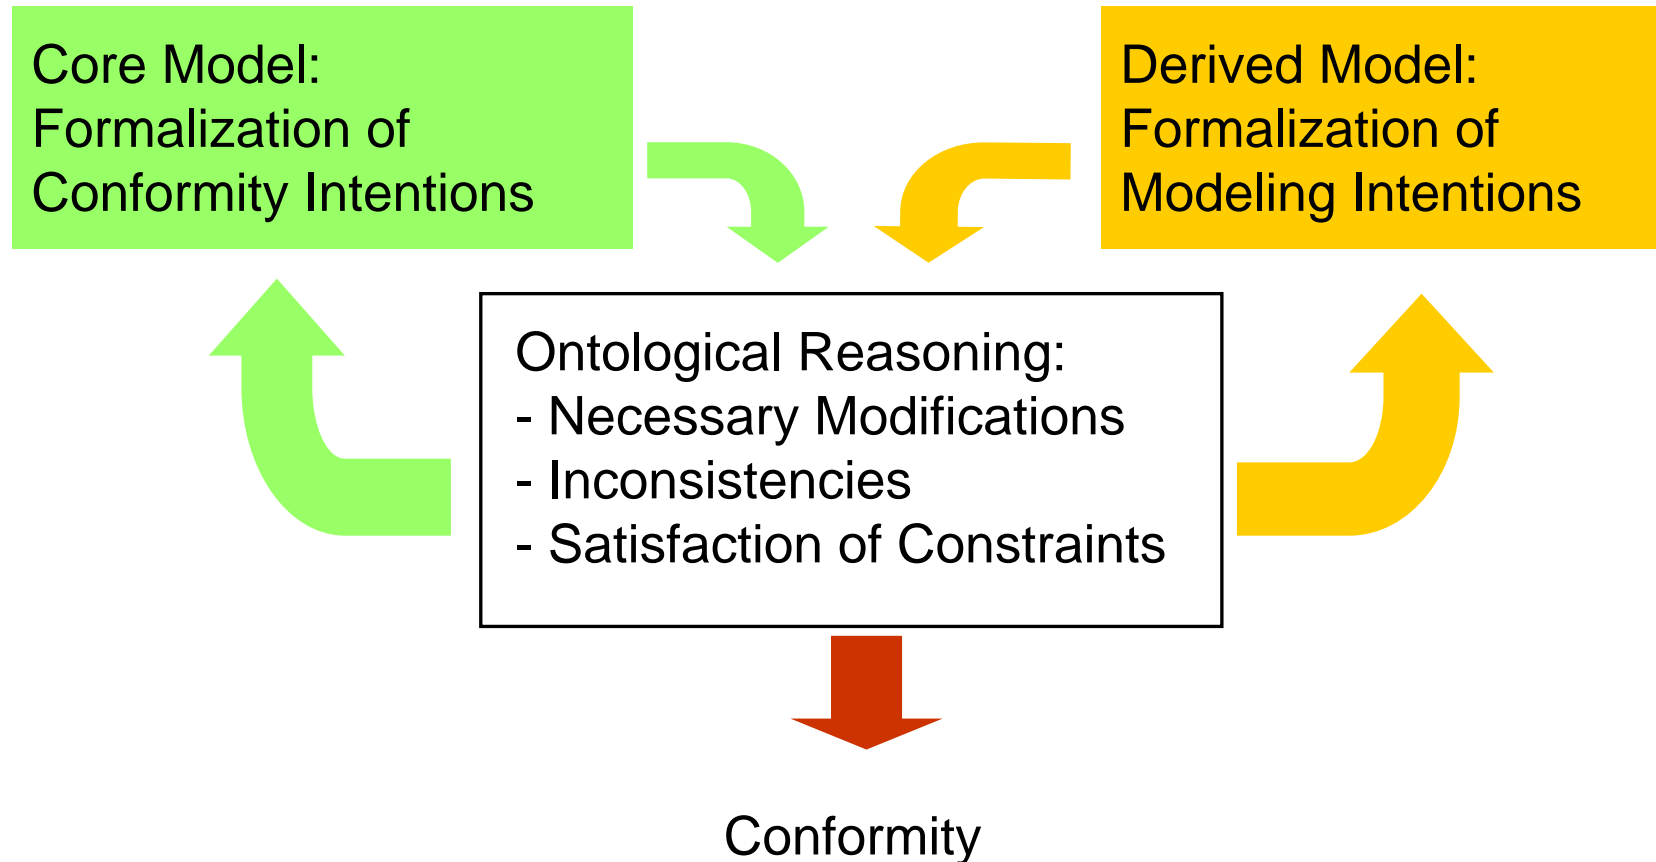 Core Model:
Formalization of
Conformity Intentions
Derived Model:
Formalization of
Modeling Intentions
Ontological Reasoning:
- Necessary Modifications
- Inconsistencies
- Satisfaction of Constraints
Conformity